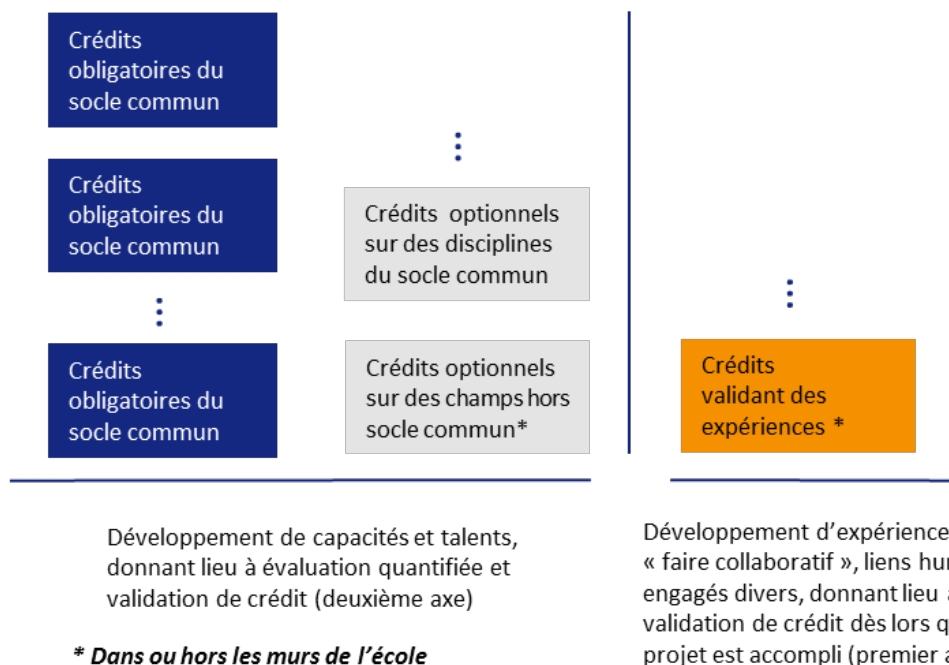 Crédits
obligatoires du
socle commun
Crédits
obligatoires du
socle commun
Crédits optionnels
sur des disciplines
du socle commun
Crédits
obligatoires du
socle commun
Crédits optionnels
sur des champs hors
socle commun*
Crédits
validant des
expériences *
Développement de capacités et talents,
donnant lieu à évaluation quantifiée et
validation de crédit (deuxième axe)
* Dans ou hors les murs de l’école
Développement d’expérience
« faire collaboratif », liens
engagés divers, donnant lieu
validation de crédit dès lors
projet est accompli (premier